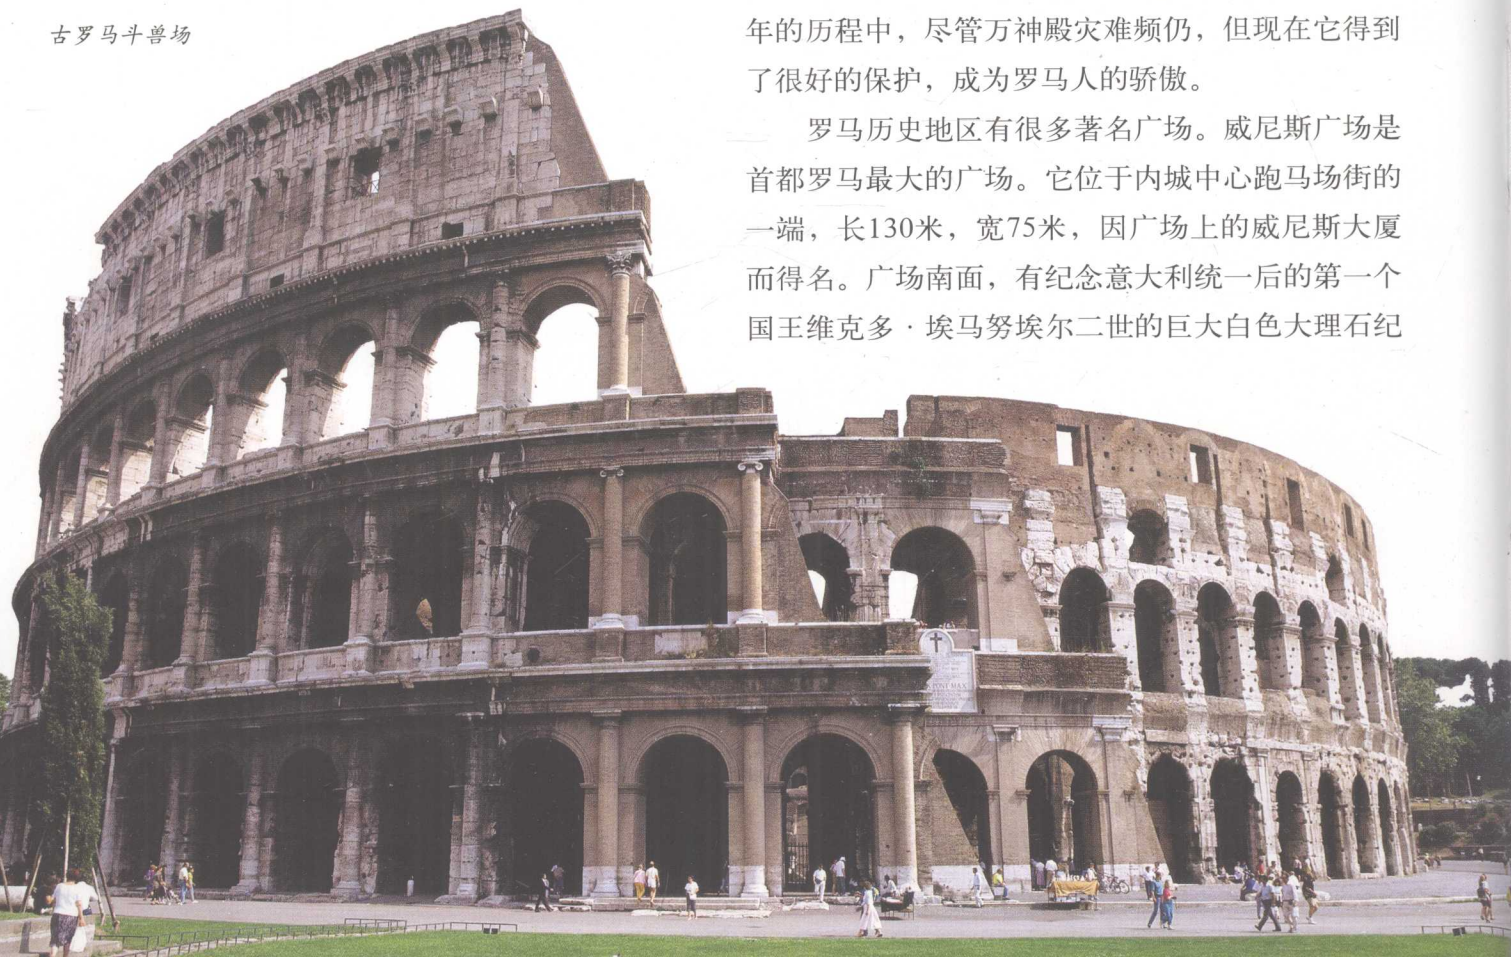 古罗马斗兽场
年的历程中，尽管万神殿灾难频仍，但现在它得到
了很好的保护，成为罗马人的骄傲。
罗马历史地区有很多著名广场。威尼斯广场是
首都罗马最大的广场。它位于内城中心跑马场街的
一端，长130米，宽75米，因广场上的威尼斯大厦
而得名。广场南面，有纪念意大利统一后的第一个
国王维克多·埃马努埃尔二世的巨大白色大理石纪